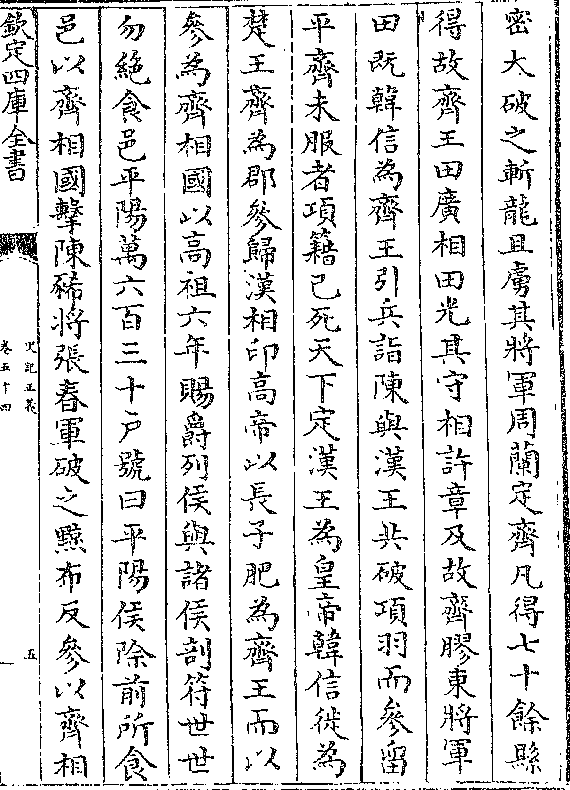 密大破之斬龍且虜其將軍周蘭定齊凡得七十餘縣
得故齊王田廣相田光其守相許章及故齊膠東將軍
田既韓信為齊王引兵詣陳與漢王共破項羽而參留
平齊未服者項籍已死天下定漢王為皇帝韓信徙為
楚王齊為郡參歸漢相印高帝以長子肥為齊王而以
參為齊相國以高祖六年賜爵列侯與諸侯剖符世世
勿絶食邑平陽萬六百三十户號曰平陽侯除前所食
邑以齊相國擊陳豨將張春軍破之黥布反參以齊相
欽定四庫全書
史記正義
卷五十四
五